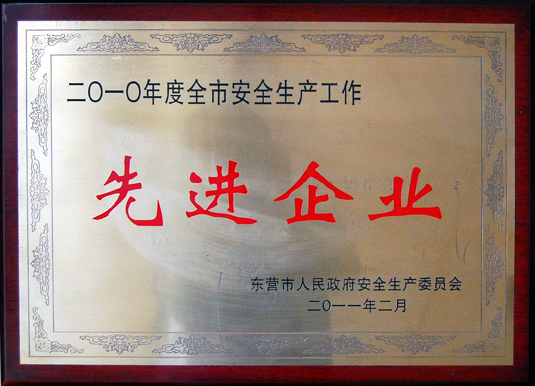 二〇一〇年度全市安全生产工作
先进企业
东营市人民政府安全生产委员会
二〇一一年二月